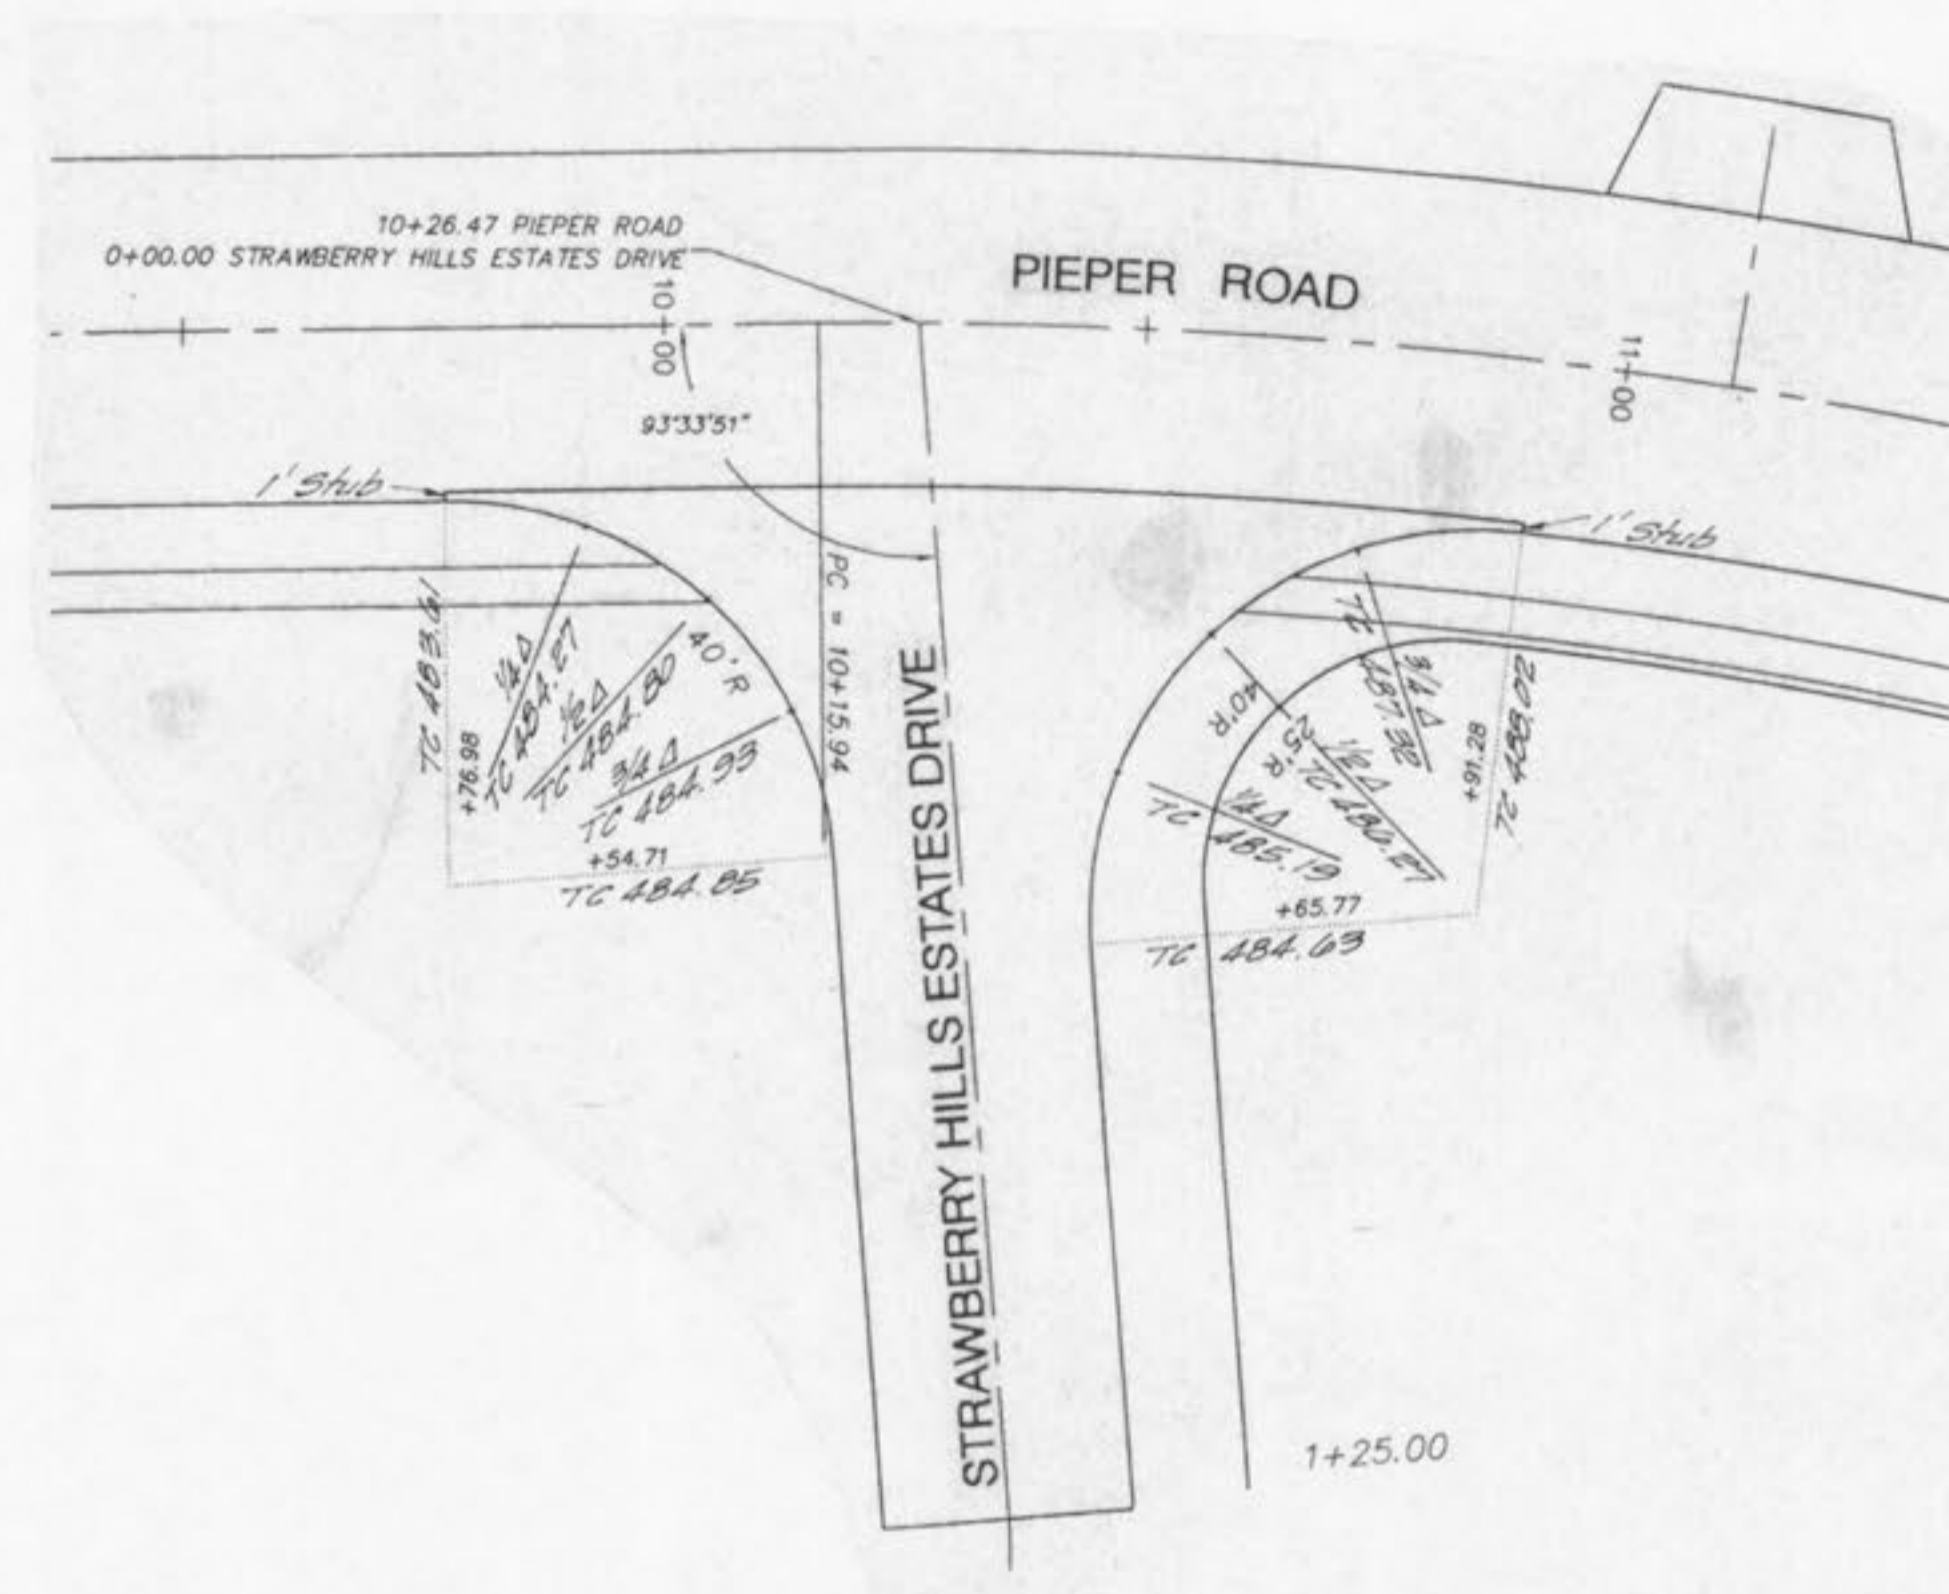 10+26.47 PIEPER ROAD
0+00.00 STRAWBERRY HILLS ESTATES DRIVE
PIEPER ROAD
10+00
11+00
93°33'51"
1' Stub
1' Stub
PC = 10+15.94
STRAWBERRY HILLS ESTATES DRIVE
TC 483.61
+76.98
1/4 Δ
TC 484.27
1/2 Δ
TC 484.80
40'R
3/4 Δ
TC 484.93
+54.71
TC 484.85
40'R
25'R
1/4 Δ
TC 485.19
1/2 Δ
TC 486.27
3/4 Δ
TC 487.32
+91.28
TC 488.02
+65.77
TC 484.63
1+25.00